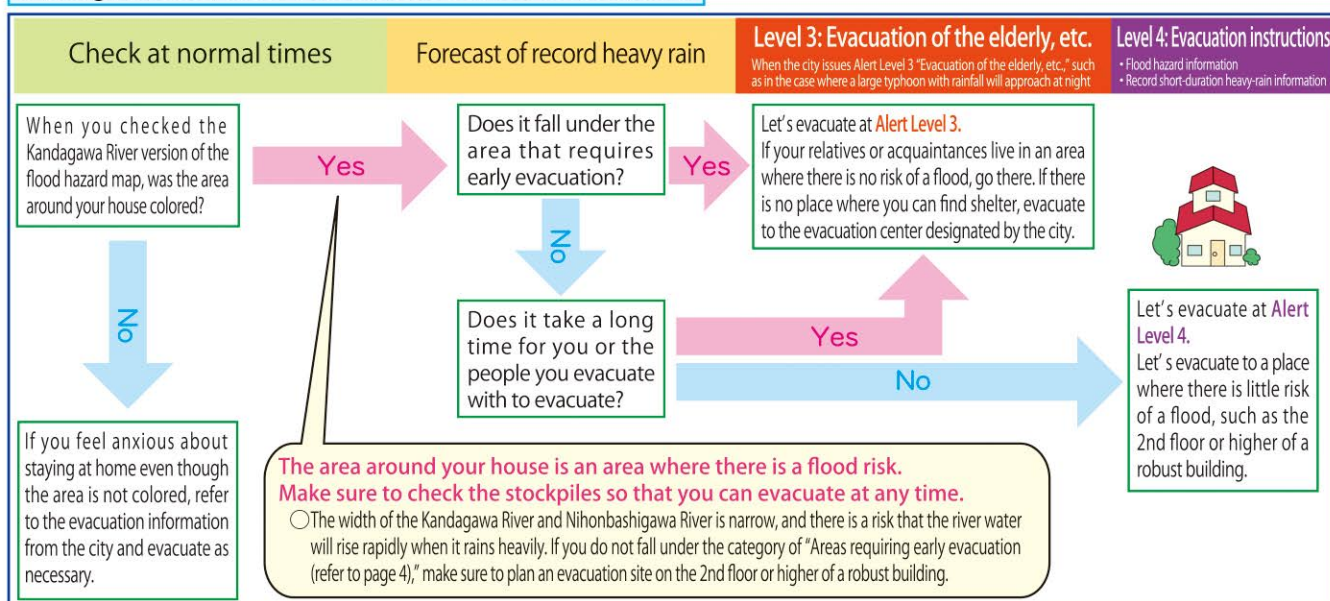 Check at normal times
Forecast of record heavy rain
Level 3: Evacuation of the elderly, etc.
When the city issues Alert Level 3 "Evacuation of the elderly, etc.," such
as in the case where a large typhoon with rainfall will approach at night
Level 4: Evacuation instructions
• Flood hazard information
• Record short-duration heavy-rain information
When you checked the
Kandagawa River version of the
flood hazard map, was the area
around your house colored?
Yes
Does it fall under the
area that requires
early evacuation?
Yes
Let's evacuate at Alert Level 3.
If your relatives or acquaintances live in an area
where there is no risk of a flood, go there. If there
is no place where you can find shelter, evacuate
to the evacuation center designated by the city.
No
No
Does it take a long
time for you or the
people you evacuate
with to evacuate?
Yes
No
Let's evacuate at Alert
Level 4.
Let' s evacuate to a place
where there is little risk
of a flood, such as the
2nd floor or higher of a
robust building.
If you feel anxious about
staying at home even though
the area is not colored, refer
to the evacuation information
from the city and evacuate as
necessary.
The area around your house is an area where there is a flood risk.
Make sure to check the stockpiles so that you can evacuate at any time.
○The width of the Kandagawa River and Nihonbashigawa River is narrow, and there is a risk that the river water
will rise rapidly when it rains heavily. If you do not fall under the category of "Areas requiring early evacuation
(refer to page 4)," make sure to plan an evacuation site on the 2nd floor or higher of a robust building.